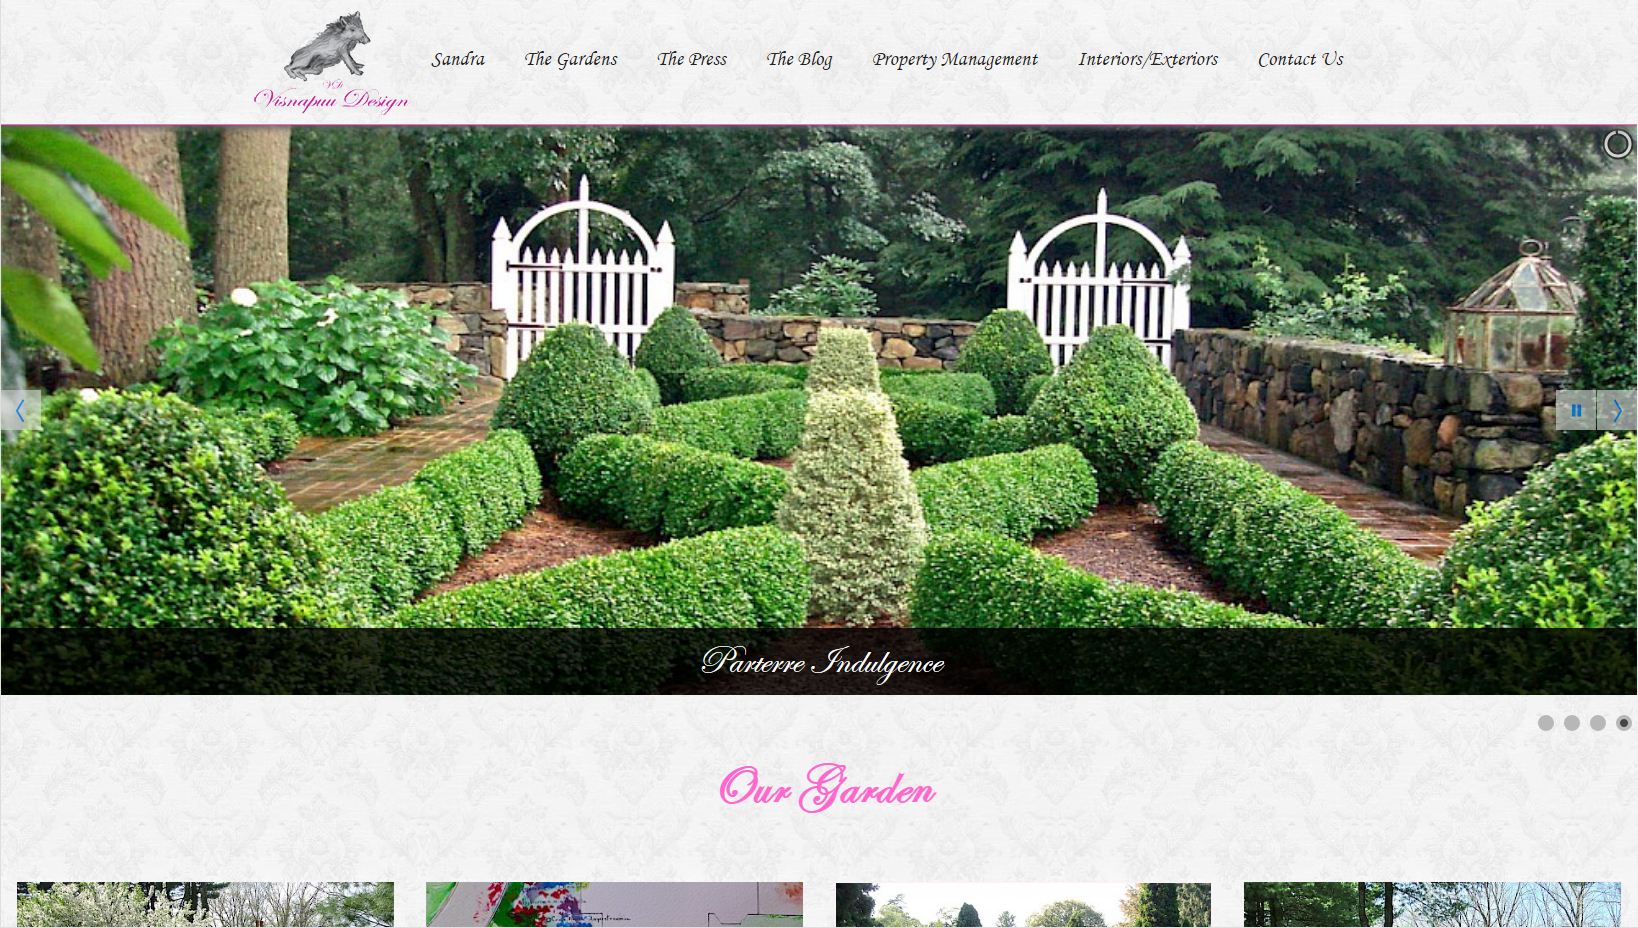 Sandra
The Gardens
The Press
The Blog
Property Management
Interiors/Exteriors
Contact Us
VD
Visnapuu Design
Parterre Indulgence
Our Garden